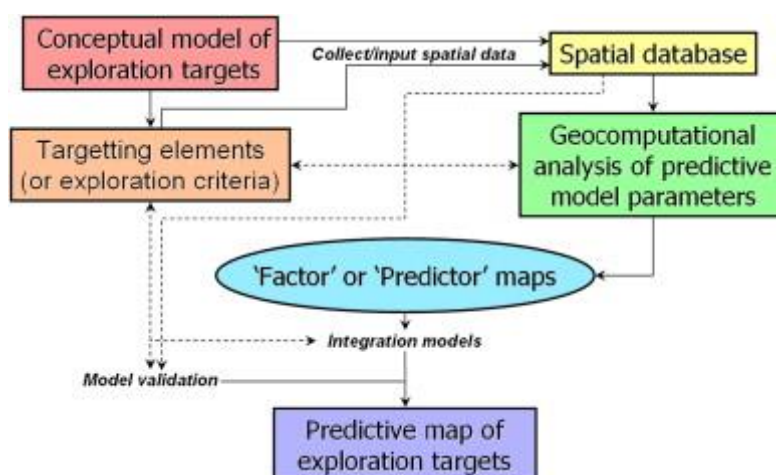 Conceptual model of
exploration targets
Collect/input spatial data
Spatial database
Targetting elements
(or exploration criteria)
Geocomputational
analysis of predictive
model parameters
‘Factor’ or ‘Predictor’ maps
Integration models
Model validation
Predictive map of
exploration targets